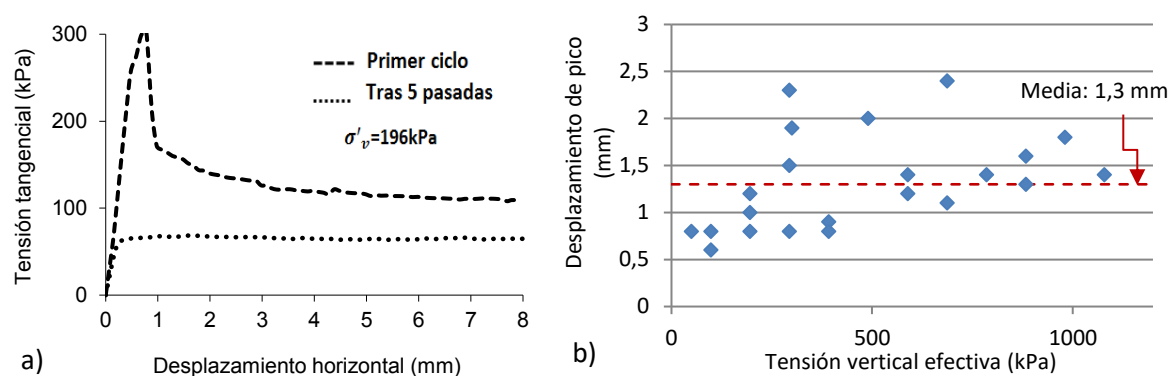 300
200
100
0
Tensión tangencial (kPa)
Primer ciclo
Tras 5 pasadas
σ'v=196kPa
0 1 2 3 4 5 6 7 8
Desplazamiento horizontal (mm)
a)
3
2,5
2
1,5
1
0,5
0
Desplazamiento de pico
(mm)
Media: 1,3 mm
0 500 1000
Tensión vertical efectiva (kPa)
b)